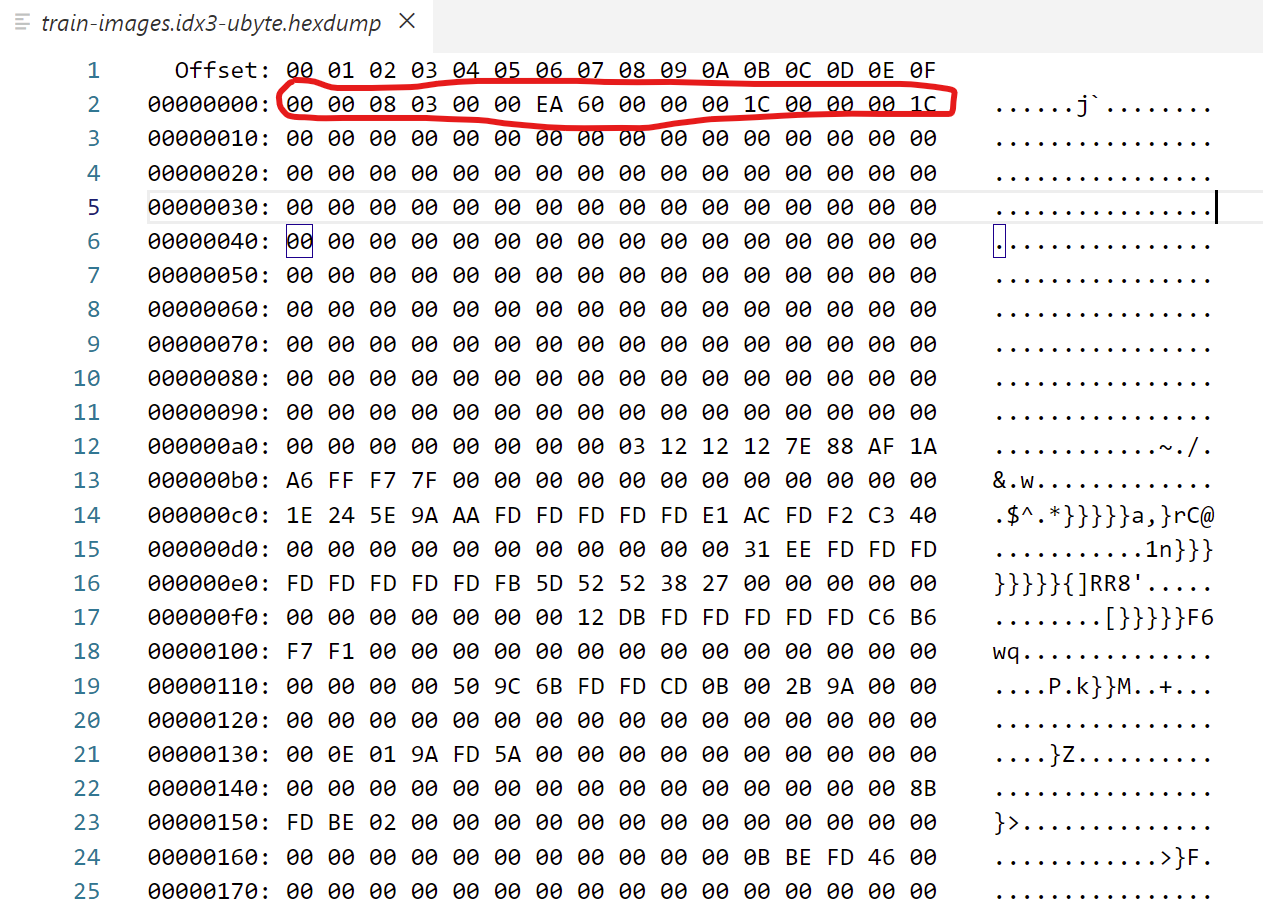 train-images.idx3-ubyte.hexdump
1 Offset: 00 01 02 03 04 05 06 07 08 09 0A 0B 0C 0D 0E 0F
2 00000000: 00 00 08 03 00 00 EA 60 00 00 00 1C 00 00 00 1C ......j`........
3 00000010: 00 00 00 00 00 00 00 00 00 00 00 00 00 00 00 00 ................
4 00000020: 00 00 00 00 00 00 00 00 00 00 00 00 00 00 00 00 ................
5 00000030: 00 00 00 00 00 00 00 00 00 00 00 00 00 00 00 00 ................
6 00000040: 00 00 00 00 00 00 00 00 00 00 00 00 00 00 00 00 ................
7 00000050: 00 00 00 00 00 00 00 00 00 00 00 00 00 00 00 00 ................
8 00000060: 00 00 00 00 00 00 00 00 00 00 00 00 00 00 00 00 ................
9 00000070: 00 00 00 00 00 00 00 00 00 00 00 00 00 00 00 00 ................
10 00000080: 00 00 00 00 00 00 00 00 00 00 00 00 00 00 00 00 ................
11 00000090: 00 00 00 00 00 00 00 00 00 00 00 00 00 00 00 00 ................
12 000000a0: 00 00 00 00 00 00 00 00 03 12 12 12 7E 88 AF 1A ............~./.
13 000000b0: A6 FF F7 7F 00 00 00 00 00 00 00 00 00 00 00 00 &.w.............
14 000000c0: 1E 24 5E 9A AA FD FD FD FD FD E1 AC FD F2 C3 40 .$^.*}}}}}a,}rC@
15 000000d0: 00 00 00 00 00 00 00 00 00 00 00 31 EE FD FD FD ...........1n}}}
16 000000e0: FD FD FD FD FD FB 5D 52 52 38 27 00 00 00 00 00 }}}}}{]RR8'.....
17 000000f0: 00 00 00 00 00 00 00 12 DB FD FD FD FD FD C6 B6 ........[}}}}}F6
18 00000100: F7 F1 00 00 00 00 00 00 00 00 00 00 00 00 00 00 wq..............
19 00000110: 00 00 00 00 50 9C 6B FD FD CD 0B 00 2B 9A 00 00 ....P.k}}M..+...
20 00000120: 00 00 00 00 00 00 00 00 00 00 00 00 00 00 00 00 ................
21 00000130: 00 0E 01 9A FD 5A 00 00 00 00 00 00 00 00 00 00 ....}Z..........
22 00000140: 00 00 00 00 00 00 00 00 00 00 00 00 00 00 00 8B ................
23 00000150: FD BE 02 00 00 00 00 00 00 00 00 00 00 00 00 00 }>..............
24 00000160: 00 00 00 00 00 00 00 00 00 00 00 0B BE FD 46 00 ............>}F.
25 00000170: 00 00 00 00 00 00 00 00 00 00 00 00 00 00 00 00 ................